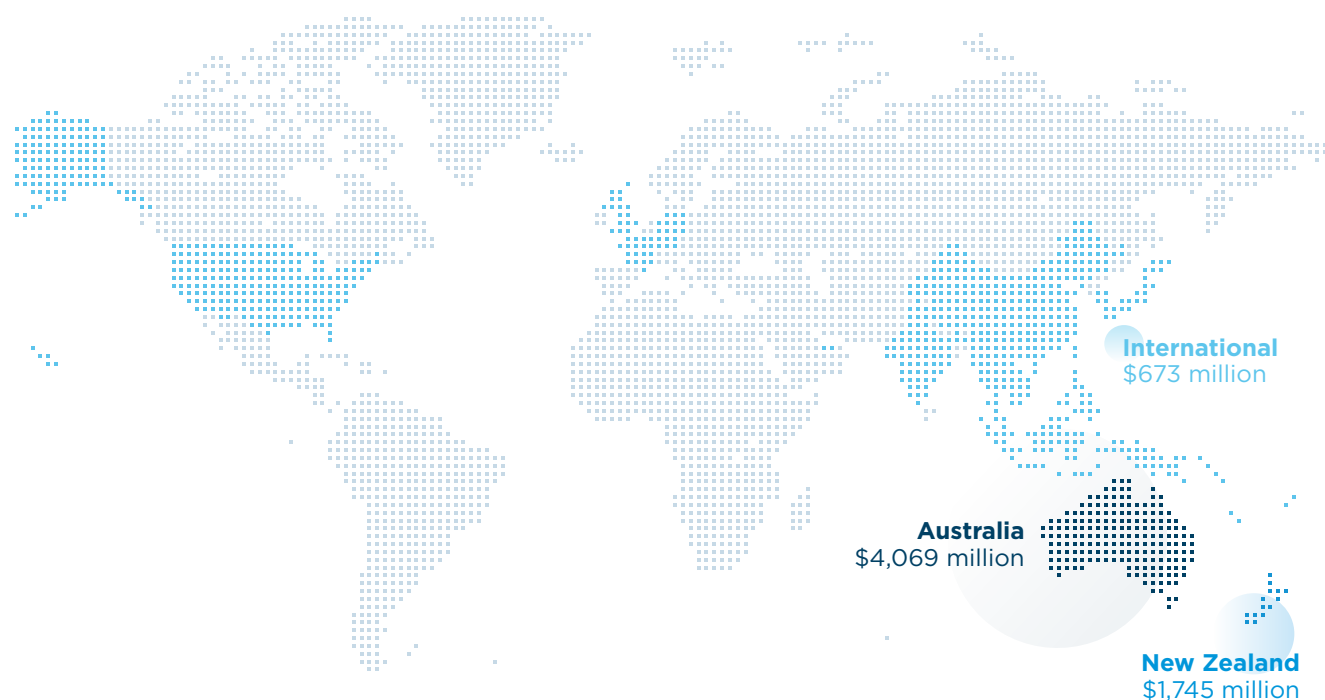 International
$673 million
Australia
$4,069 million
New Zealand
$1,745 million